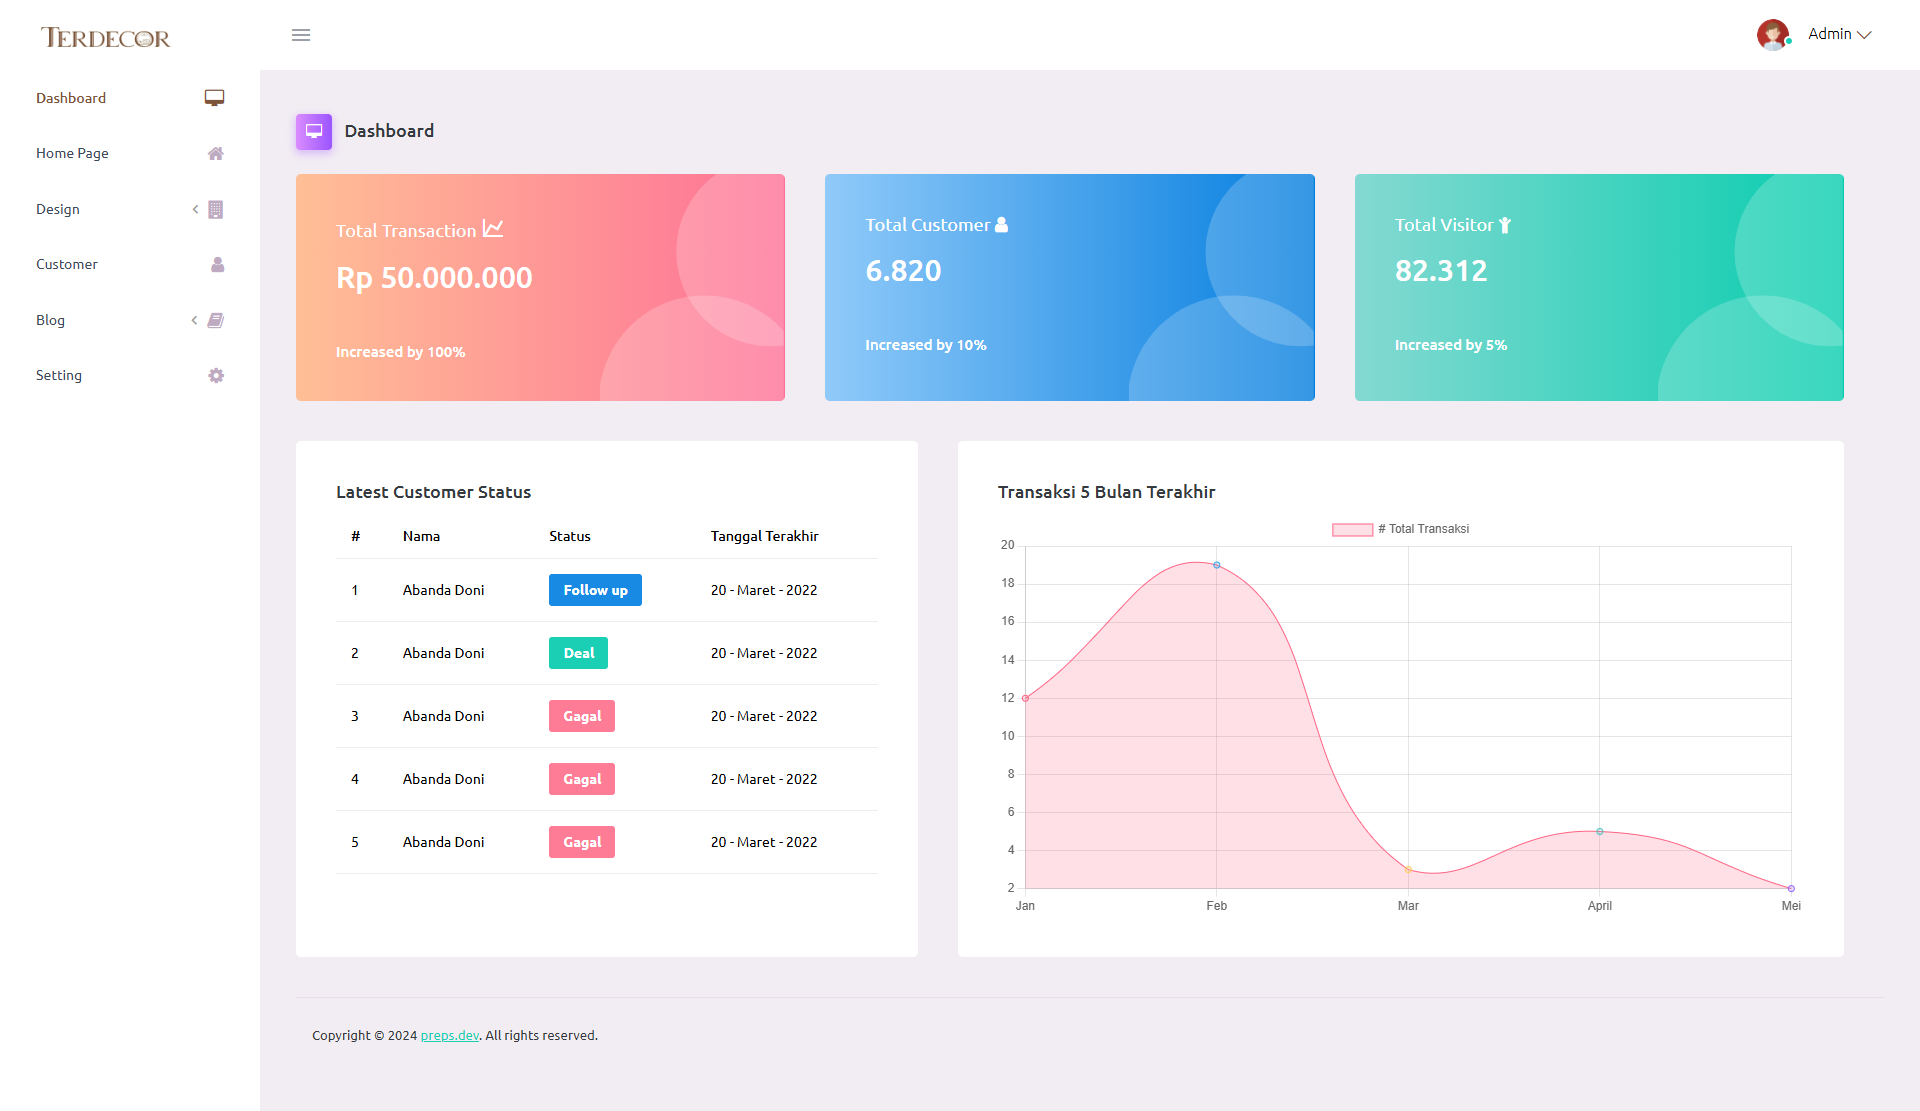 TERDECOR
Admin
Dashboard
Home Page
Design
Customer
Blog
Setting
Dashboard
Total Transaction
Rp 50.000.000
Increased by 100%
Total Customer
6.820
Increased by 10%
Total Visitor
82.312
Increased by 5%
Latest Customer Status
# Nama Status Tanggal Terakhir
1 Abanda Doni Follow up 20 - Maret - 2022
2 Abanda Doni Deal 20 - Maret - 2022
3 Abanda Doni Gagal 20 - Maret - 2022
4 Abanda Doni Gagal 20 - Maret - 2022
5 Abanda Doni Gagal 20 - Maret - 2022
Transaksi 5 Bulan Terakhir
# Total Transaksi
20
18
16
14
12
10
8
6
4
2
Jan Feb Mar April Mei
Copyright © 2024 preps.dev. All rights reserved.